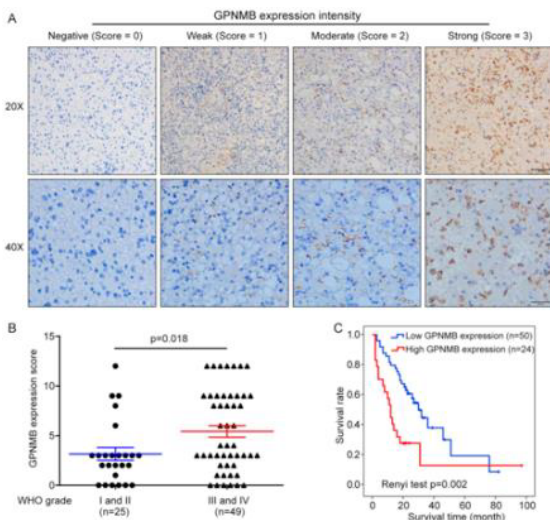 A
GPNMB expression intensity
Negative (Score = 0) Weak (Score = 1) Moderate (Score = 2) Strong (Score = 3)
20X
40X
B
p=0.018
GPNMB expression score
15
10
5
0
WHO grade I and II III and IV
(n=25) (n=49)
C
Low GPNMB expression (n=50)
High GPNMB expression (n=24)
Survival rate
1.0
0.8
0.6
0.4
0.2
0.0
Renyi test p=0.002
0 20 40 60 80 100
Survival time (month)